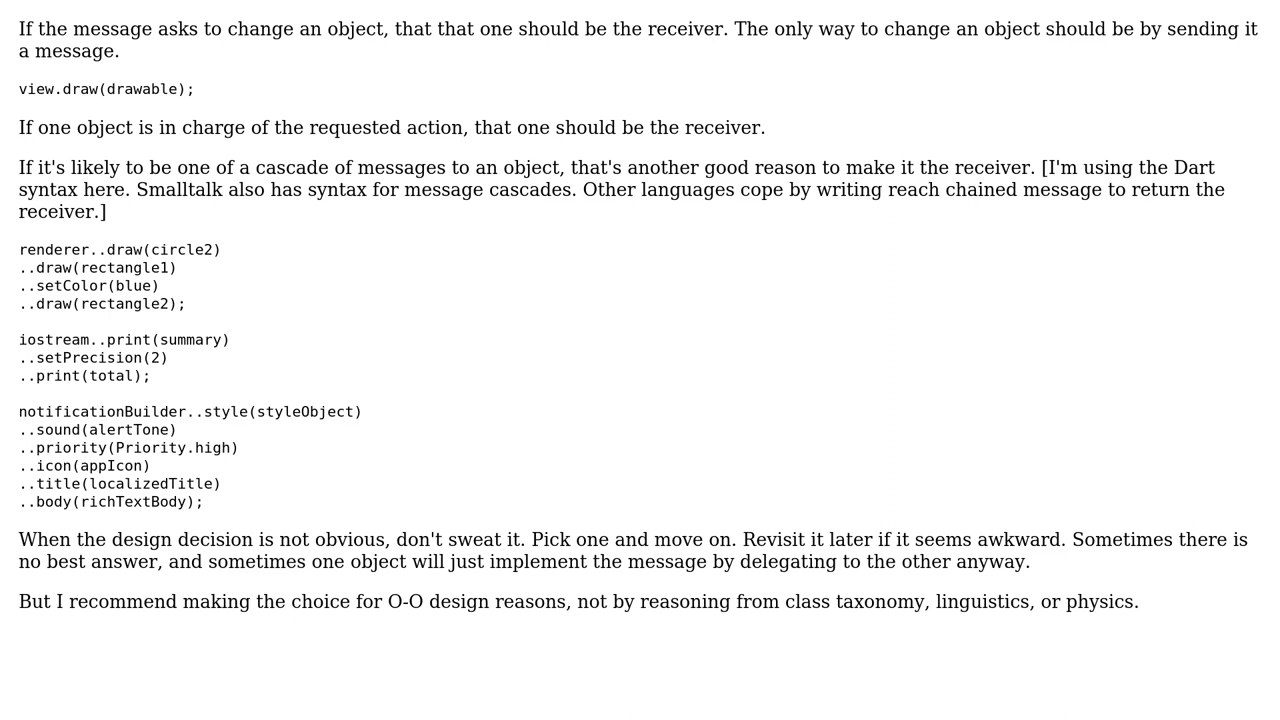 If the message asks to change an object, that that one should be the receiver. The only way to change an object should be by sending it
a message.
view.draw(drawable);
If one object is in charge of the requested action, that one should be the receiver.
If it's likely to be one of a cascade of messages to an object, that's another good reason to make it the receiver. [I'm using the Dart
syntax here. Smalltalk also has syntax for message cascades. Other languages cope by writing reach chained message to return the
receiver.]
renderer..draw(circle2)
..draw(rectangle1)
..setColor(blue)
..draw(rectangle2);
iostream..print(summary)
..setPrecision(2)
..print(total);
notificationBuilder..style(styleObject)
..sound(alertTone)
..priority(Priority.high)
..icon(appIcon)
..title(localizedTitle)
..body(richTextBody);
When the design decision is not obvious, don't sweat it. Pick one and move on. Revisit it later if it seems awkward. Sometimes there is
no best answer, and sometimes one object will just implement the message by delegating to the other anyway.
But I recommend making the choice for O-O design reasons, not by reasoning from class taxonomy, linguistics, or physics.